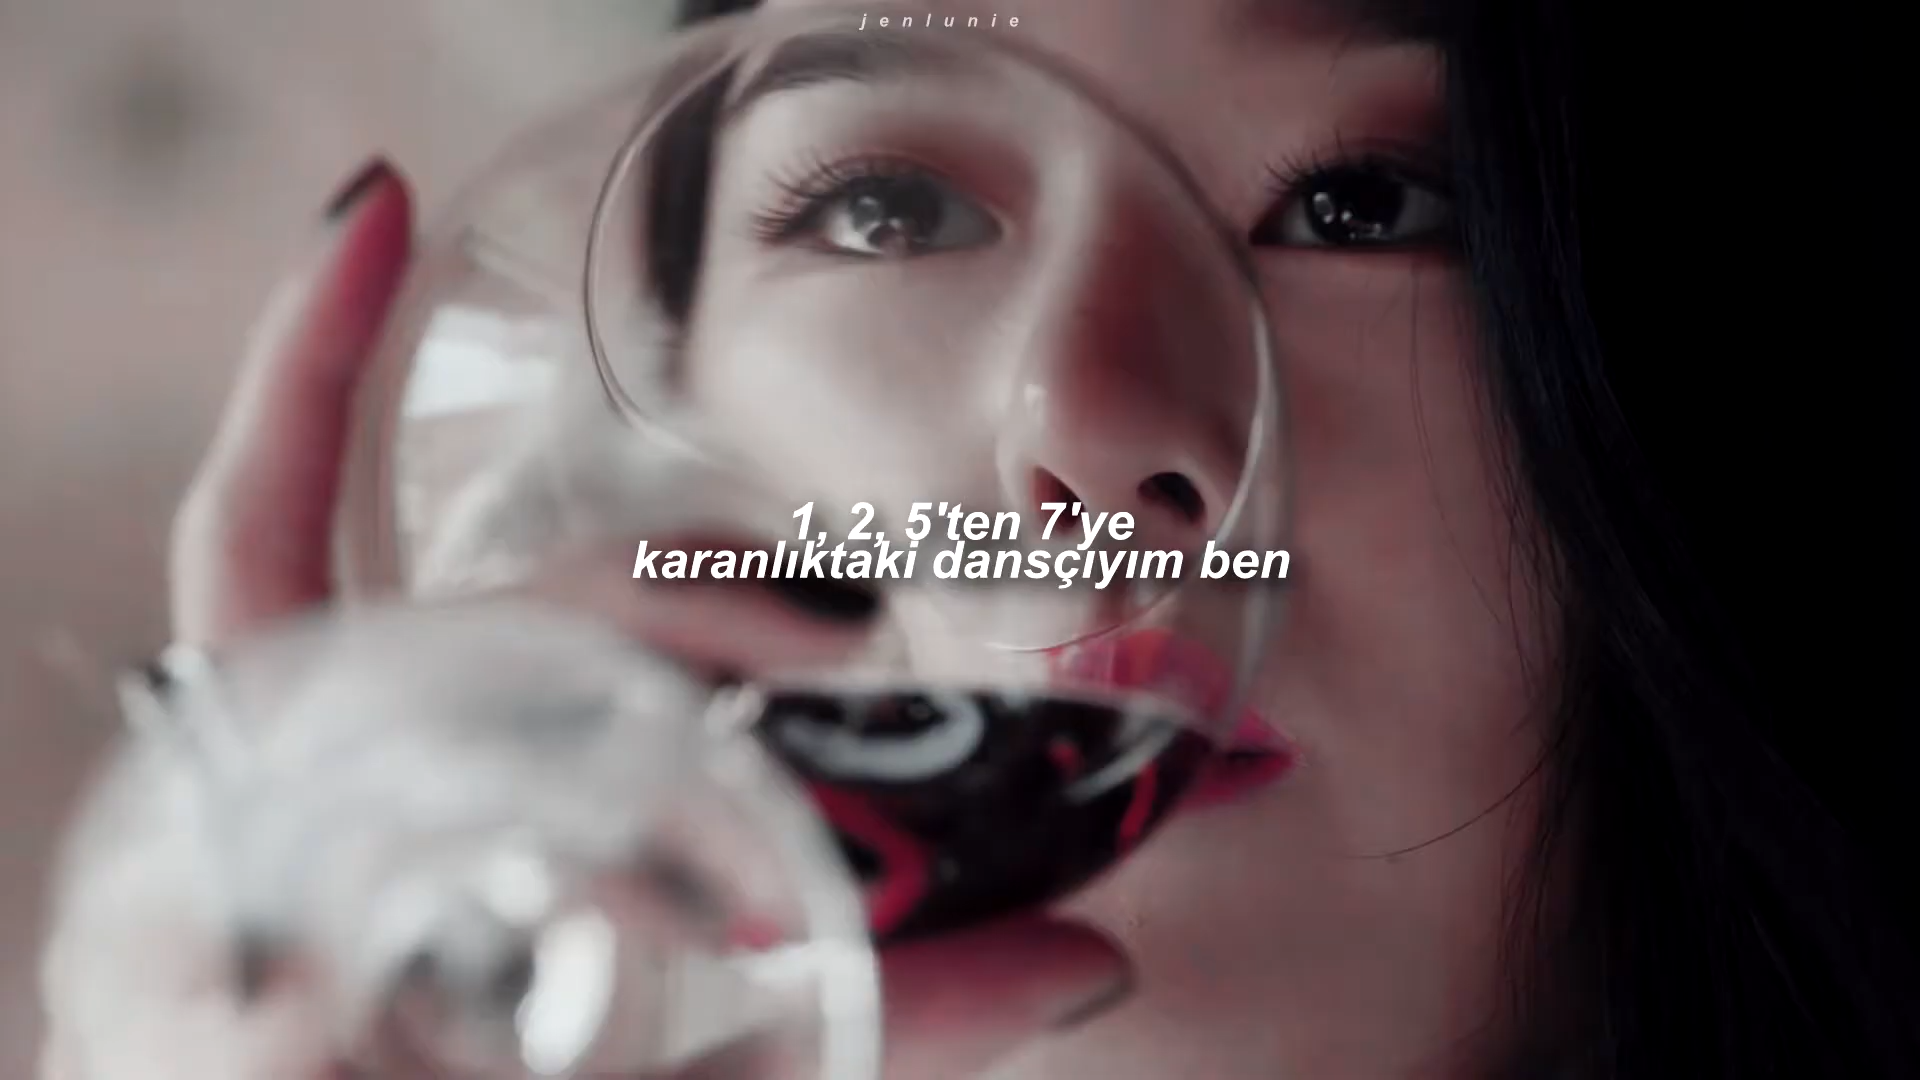 jenlunie
1, 2, 5'ten 7'ye
karanlıktaki dansçıyım ben